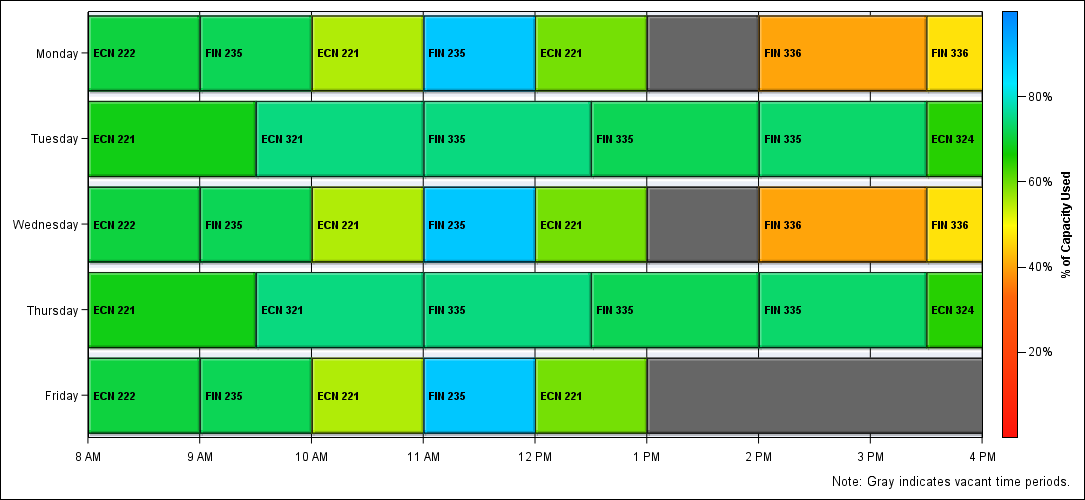 Monday
ECN 222
FIN 235
ECN 221
FIN 235
ECN 221
FIN 336
FIN 336
Tuesday
ECN 221
ECN 321
FIN 335
FIN 335
FIN 335
ECN 324
Wednesday
ECN 222
FIN 235
ECN 221
FIN 235
ECN 221
FIN 336
FIN 336
Thursday
ECN 221
ECN 321
FIN 335
FIN 335
FIN 335
ECN 324
Friday
ECN 222
FIN 235
ECN 221
FIN 235
ECN 221
8 AM
9 AM
10 AM
11 AM
12 PM
1 PM
2 PM
3 PM
4 PM
80%
60%
40%
20%
% of Capacity Used
Note: Gray indicates vacant time periods.